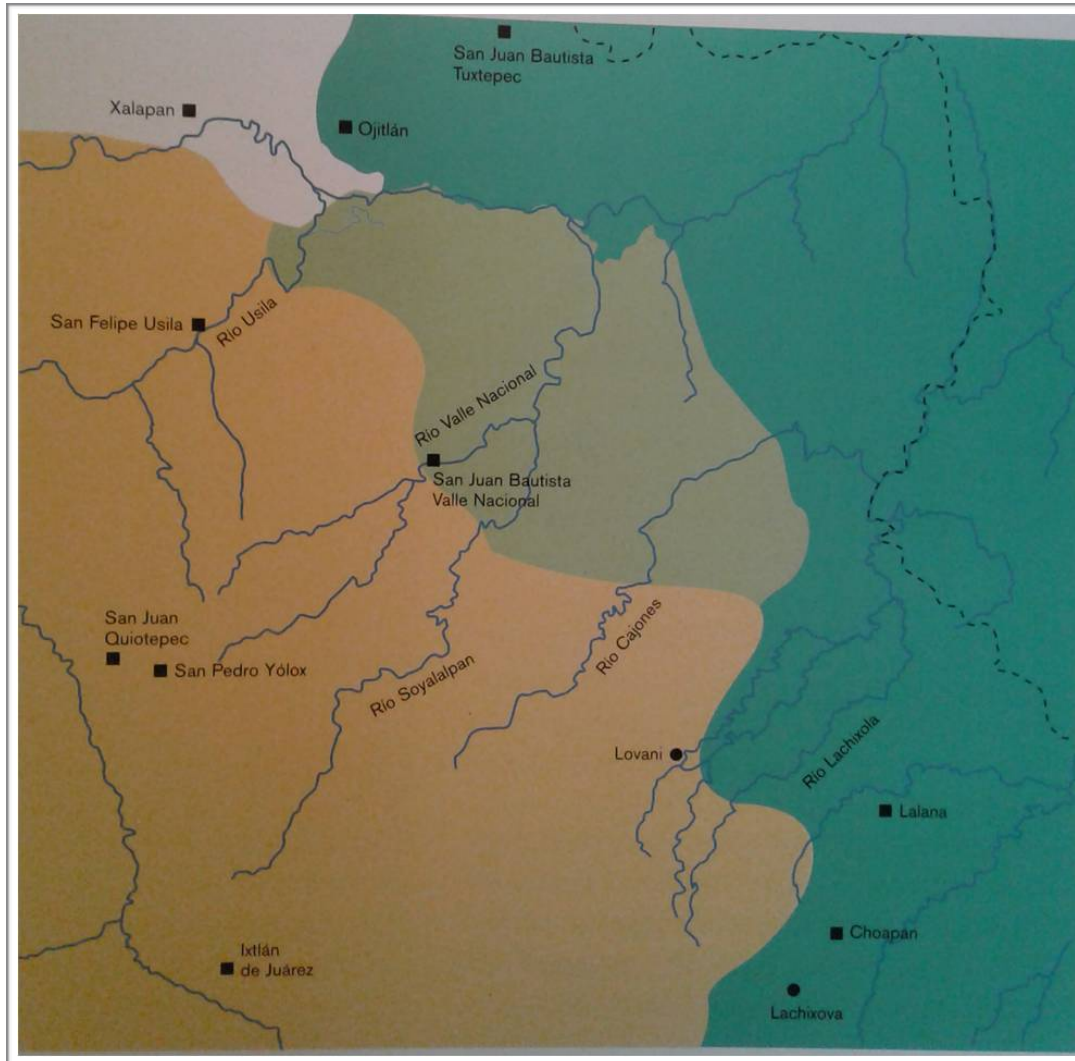 San Juan Bautista
Tuxtepec
Xalapan
Ojitlán
San Felipe Usila
Río Usila
Río Valle Nacional
San Juan Bautista
Valle Nacional
San Juan
Quiotepec
San Pedro Yólox
Río Soyalalpan
Río Cajones
Lovani
Río Lachixola
Lalana
Choapan
Ixtlán
de Juárez
Lachixova